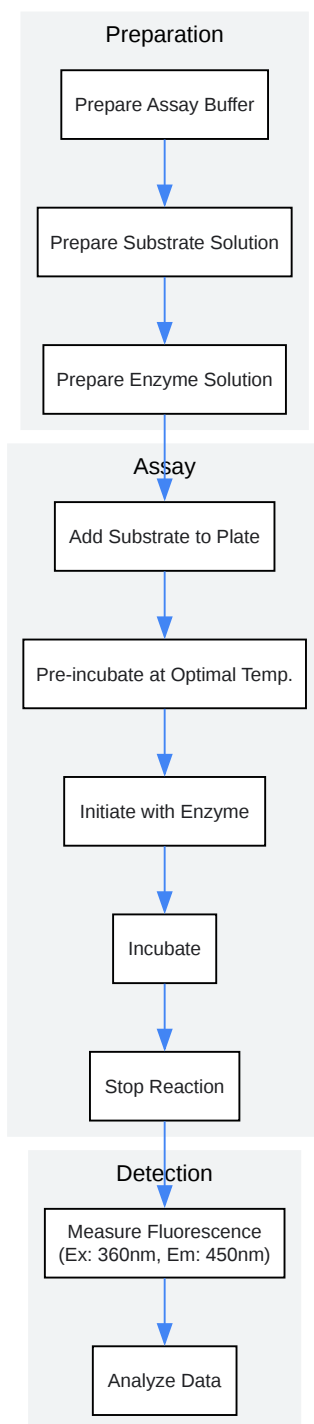 Preparation
Prepare Assay Buffer
Prepare Substrate Solution
Prepare Enzyme Solution
Assay
Add Substrate to Plate
Pre-incubate at Optimal Temp.
Initiate with Enzyme
Incubate
Stop Reaction
Detection
Measure Fluorescence
(Ex: 360nm, Em: 450nm)
Analyze Data